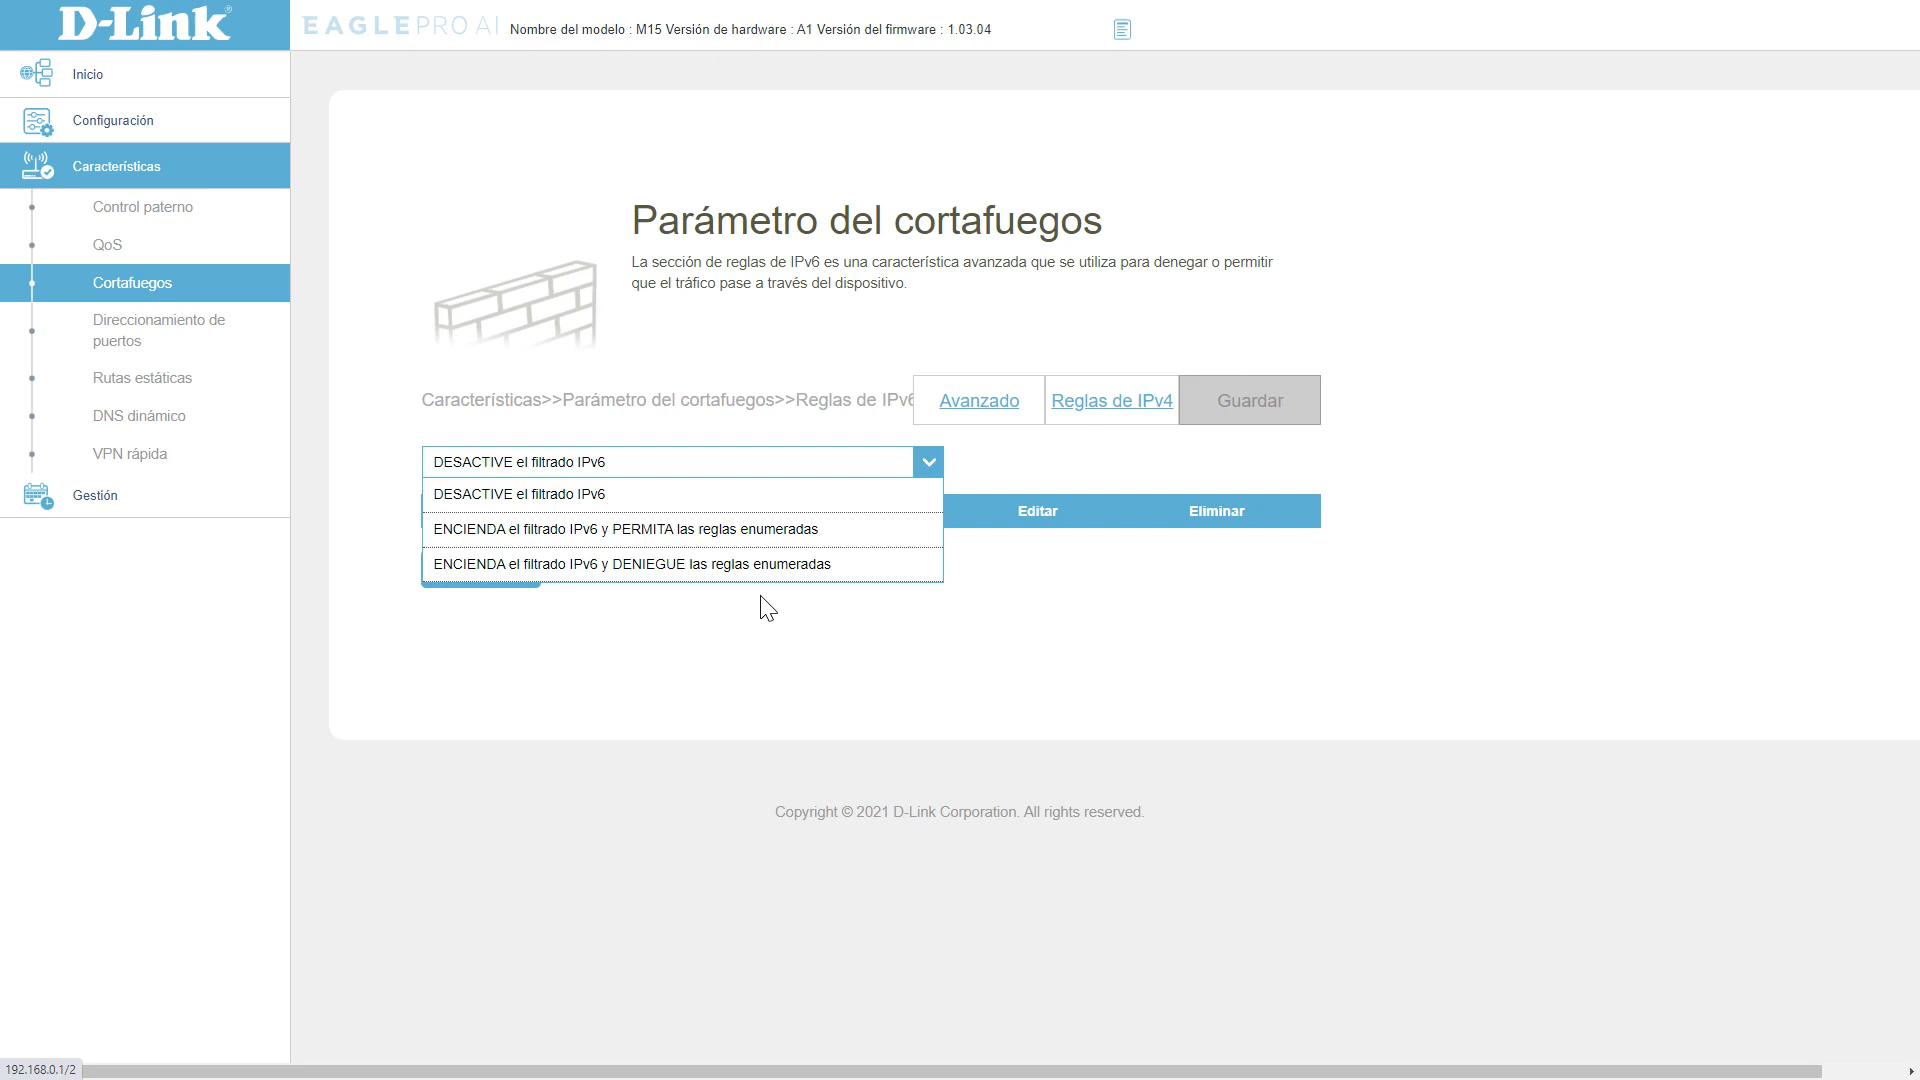 D-Link®
EAGLE PRO AI
Nombre del modelo : M15 Versión de hardware : A1 Versión del firmware : 1.03.04
Inicio
Configuración
Características
Control paterno
QoS
Cortafuegos
Direccionamiento de
puertos
Rutas estáticas
DNS dinámico
VPN rápida
Gestión
Parámetro del cortafuegos
La sección de reglas de IPv6 es una característica avanzada que se utiliza para denegar o permitir
que el tráfico pase a través del dispositivo.
Características>>Parámetro del cortafuegos>>Reglas de IPv6
Avanzado
Reglas de IPv4
Guardar
DESACTIVE el filtrado IPv6
DESACTIVE el filtrado IPv6
ENCIENDA el filtrado IPv6 y PERMITA las reglas enumeradas
ENCIENDA el filtrado IPv6 y DENIEGUE las reglas enumeradas
Editar
Eliminar
Copyright © 2021 D-Link Corporation. All rights reserved.
192.168.0.1/2